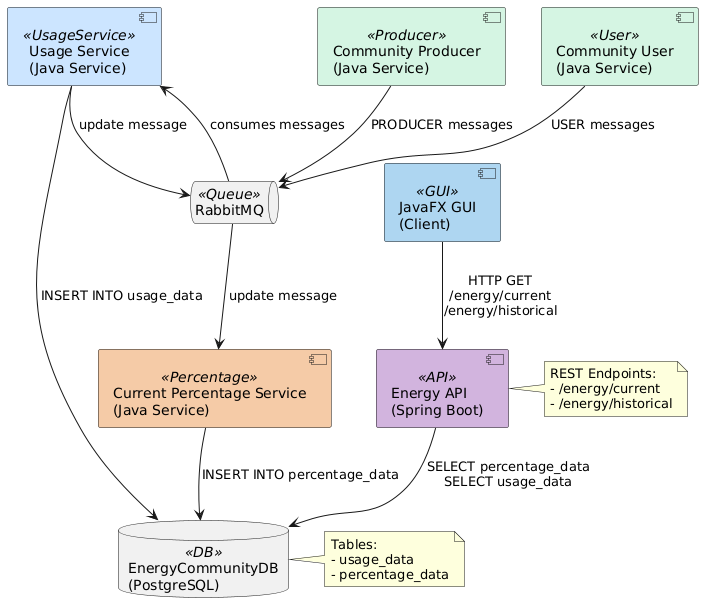 «UsageService»
Usage Service
(Java Service)
«Producer»
Community Producer
(Java Service)
«User»
Community User
(Java Service)
update message
consumes messages
PRODUCER messages
USER messages
«Queue»
RabbitMQ
«GUI»
JavaFX GUI
(Client)
INSERT INTO usage_data
update message
HTTP GET
/energy/current
/energy/historical
«Percentage»
Current Percentage Service
(Java Service)
«API»
Energy API
(Spring Boot)
REST Endpoints:
- /energy/current
- /energy/historical
INSERT INTO percentage_data
SELECT percentage_data
SELECT usage_data
«DB»
EnergyCommunityDB
(PostgreSQL)
Tables:
- usage_data
- percentage_data